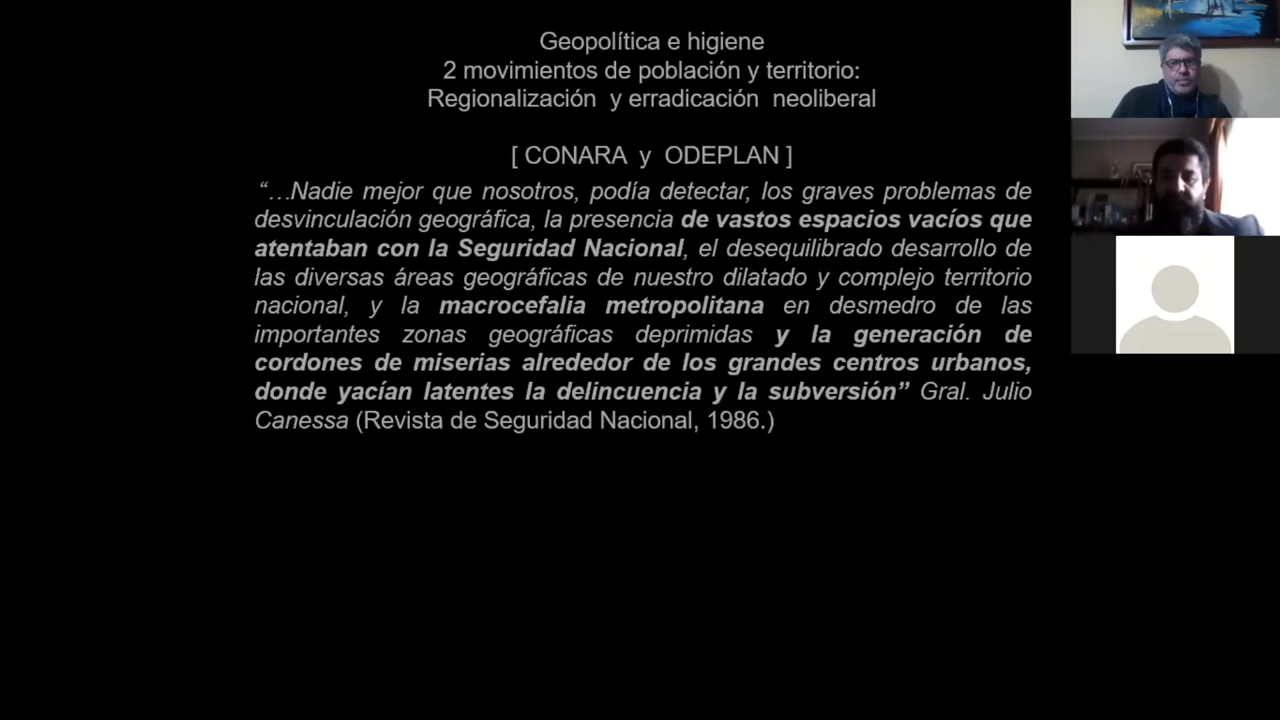 Geopolítica e higiene
2 movimientos de población y territorio:
Regionalización y erradicación neoliberal
[ CONARA y ODEPLAN ]
“…Nadie mejor que nosotros, podía detectar, los graves problemas de
desvinculación geográfica, la presencia de vastos espacios vacíos que
atentaban con la Seguridad Nacional, el desequilibrado desarrollo de
las diversas áreas geográficas de nuestro dilatado y complejo territorio
nacional, y la macrocefalia metropolitana en desmedro de las
importantes zonas geográficas deprimidas y la generación de
cordones de miserias alrededor de los grandes centros urbanos,
donde yacían latentes la delincuencia y la subversión” Gral. Julio
Canessa (Revista de Seguridad Nacional, 1986.)